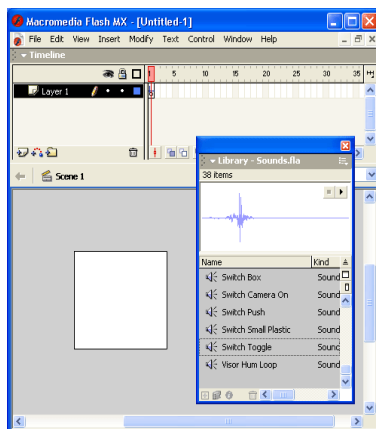 Macromedia Flash MX - [Untitled-1]
File Edit View Insert Modify Text Control Window Help
Timeline
1 5 10 15 20 25 30 35
Layer 1
Library - Sounds.fla
38 items
Scene 1
Name Kind
Switch Box Sound
Switch Camera On Sound
Switch Push Sound
Switch Small Plastic Sound
Switch Toggle Sound
Visor Hum Loop Sound